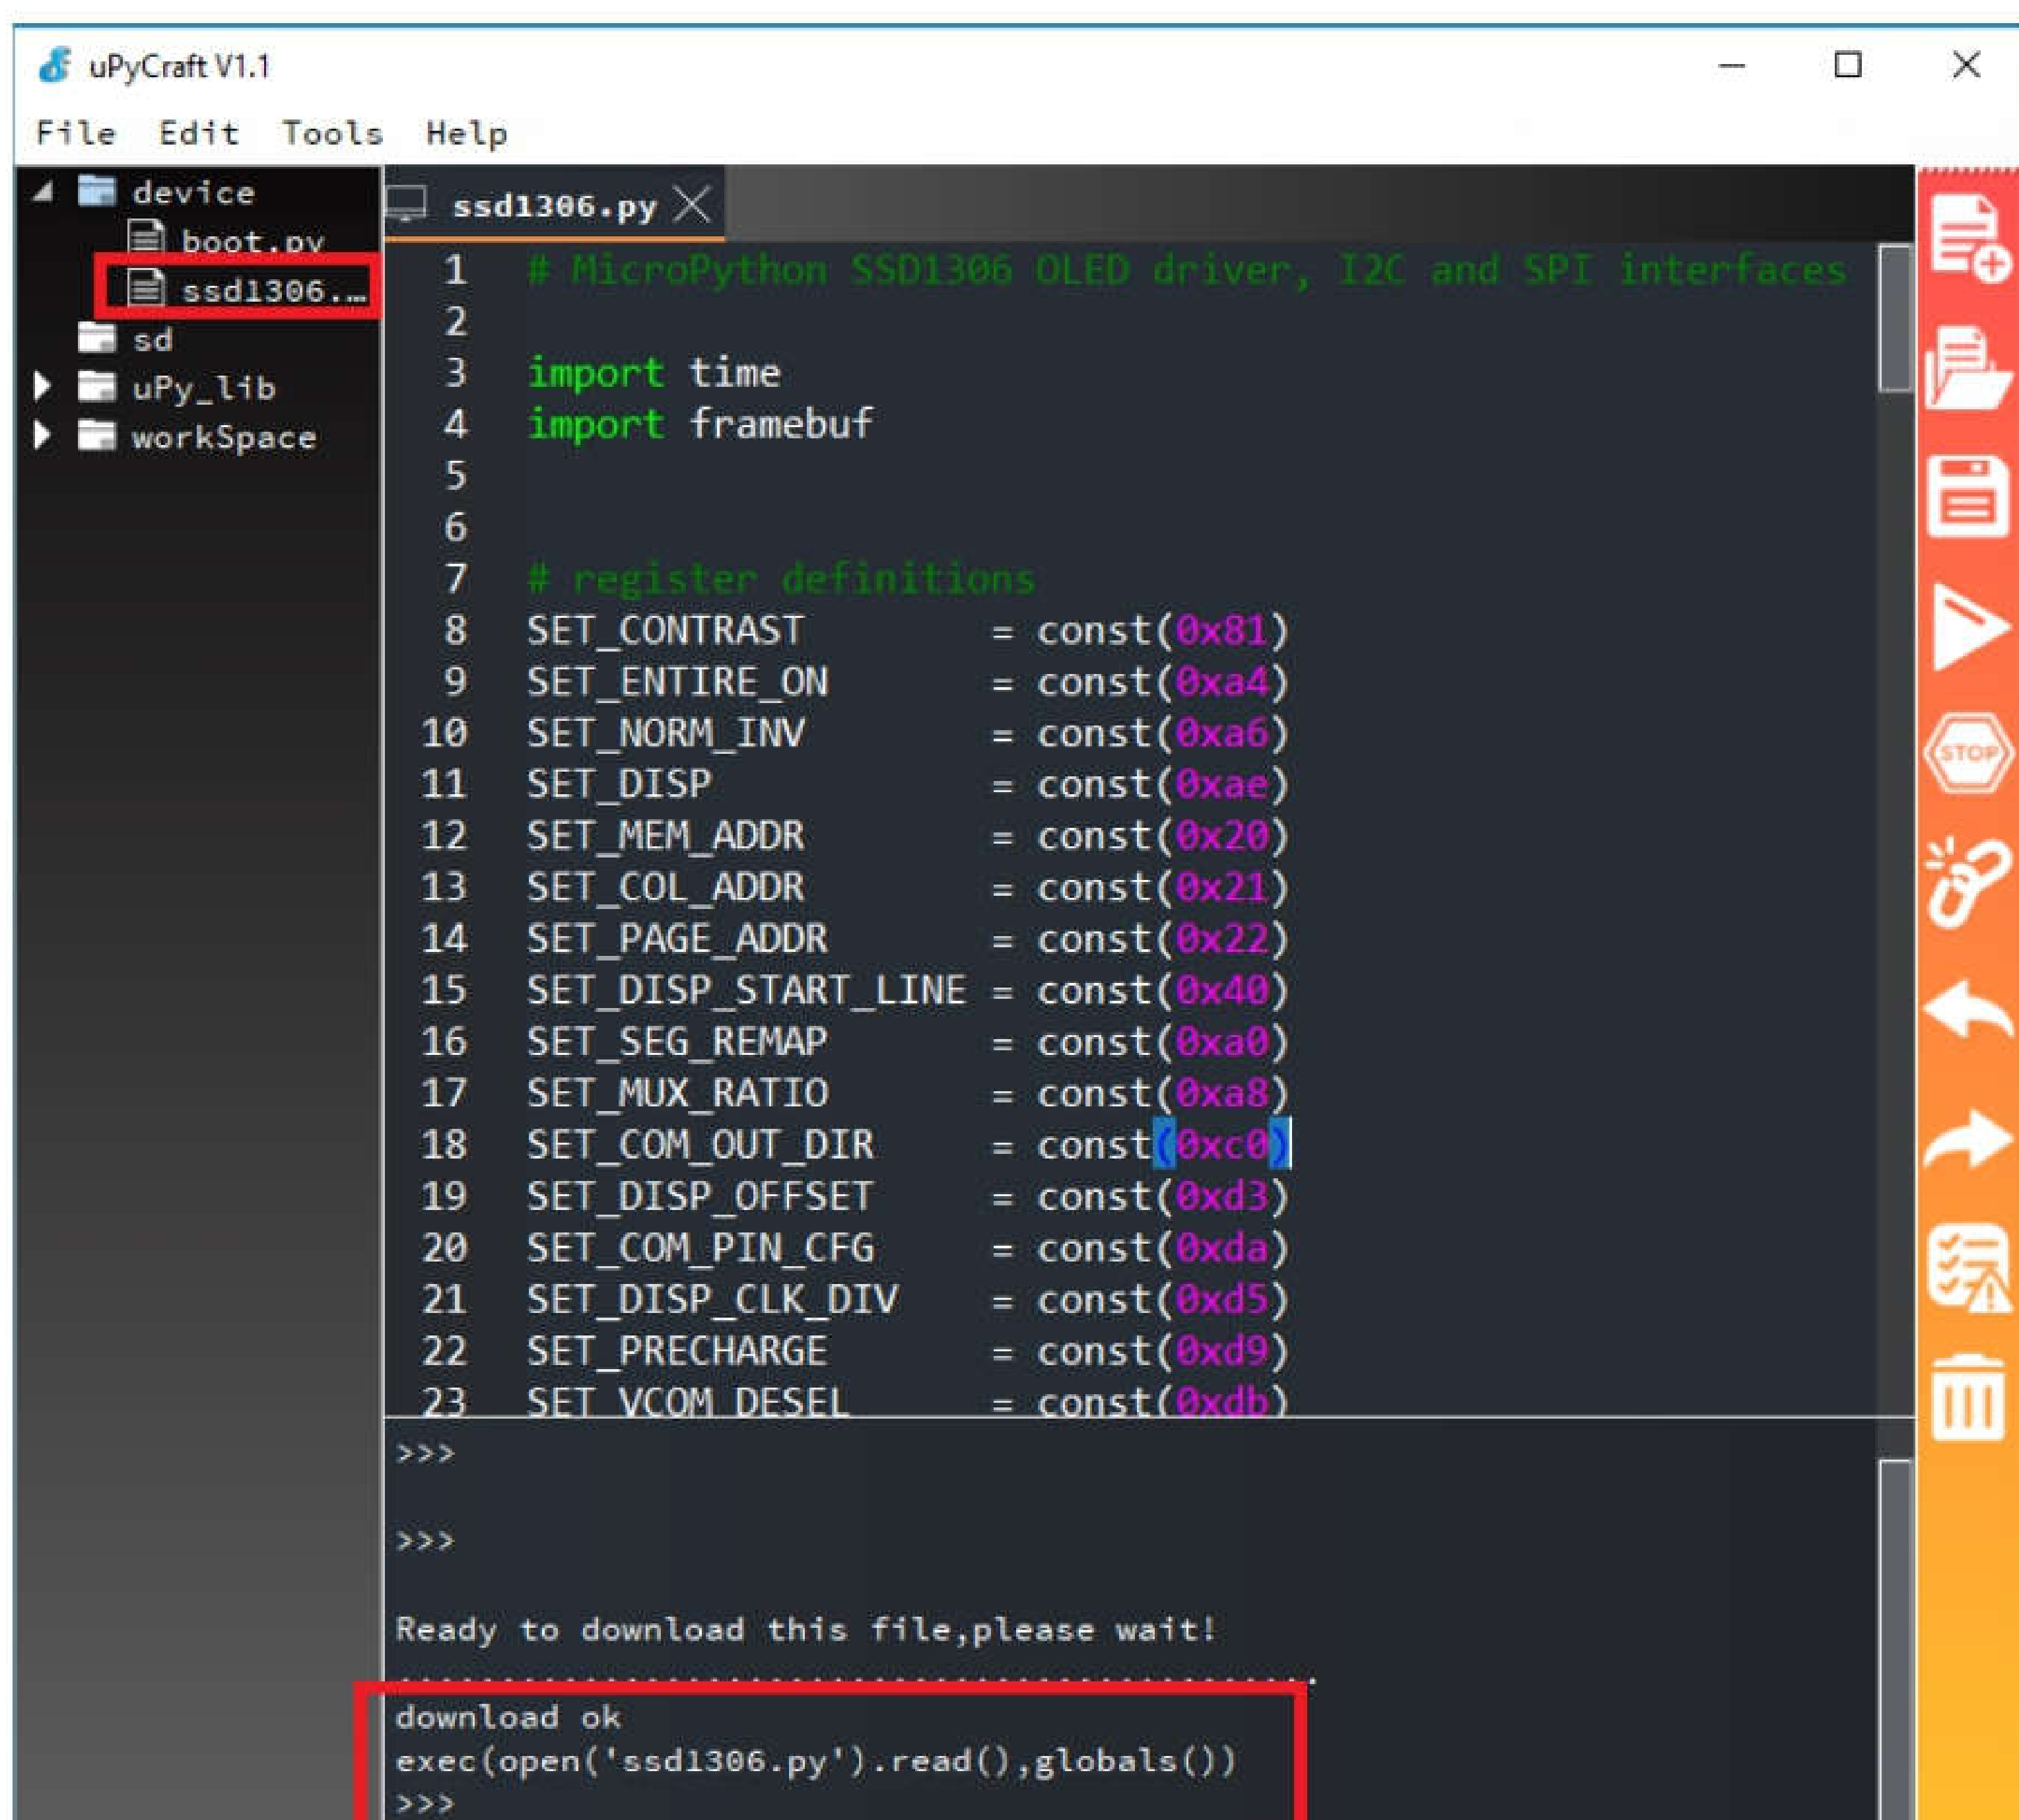 uPyCraft V1.1
File Edit Tools Help
device
boot.py
ssd1306.…
sd
uPy_lib
workSpace
ssd1306.py
1 # MicroPython SSD1306 OLED driver, I2C and SPI interfaces
2
3 import time
4 import framebuf
5
6
7 # register definitions
8 SET_CONTRAST = const(0x81)
9 SET_ENTIRE_ON = const(0xa4)
10 SET_NORM_INV = const(0xa6)
11 SET_DISP = const(0xae)
12 SET_MEM_ADDR = const(0x20)
13 SET_COL_ADDR = const(0x21)
14 SET_PAGE_ADDR = const(0x22)
15 SET_DISP_START_LINE = const(0x40)
16 SET_SEG_REMAP = const(0xa0)
17 SET_MUX_RATIO = const(0xa8)
18 SET_COM_OUT_DIR = const(0xc0)
19 SET_DISP_OFFSET = const(0xd3)
20 SET_COM_PIN_CFG = const(0xda)
21 SET_DISP_CLK_DIV = const(0xd5)
22 SET_PRECHARGE = const(0xd9)
23 SET_VCOM_DESEL = const(0xdb)
STOP
>>>
>>>
Ready to download this file,please wait!
............................................................
download ok
exec(open('ssd1306.py').read(),globals())
>>>